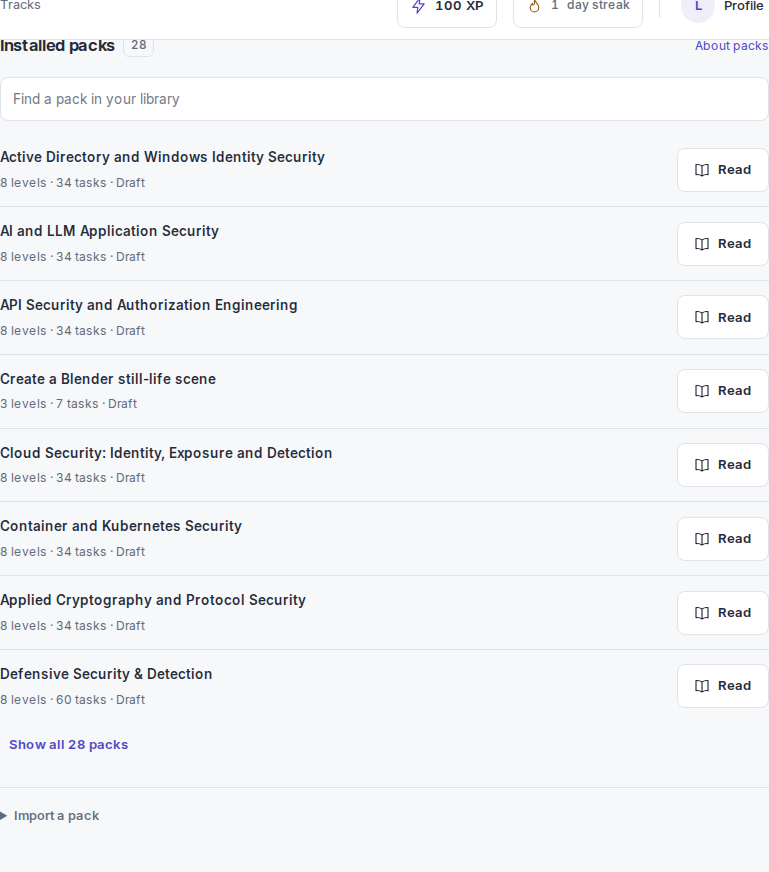 Tracks
100 XP
1 day streak
L
Profile
Installed packs
28
About packs
Find a pack in your library
Active Directory and Windows Identity Security
8 levels · 34 tasks · Draft
Read
AI and LLM Application Security
8 levels · 34 tasks · Draft
Read
API Security and Authorization Engineering
8 levels · 34 tasks · Draft
Read
Create a Blender still-life scene
3 levels · 7 tasks · Draft
Read
Cloud Security: Identity, Exposure and Detection
8 levels · 34 tasks · Draft
Read
Container and Kubernetes Security
8 levels · 34 tasks · Draft
Read
Applied Cryptography and Protocol Security
8 levels · 34 tasks · Draft
Read
Defensive Security & Detection
8 levels · 60 tasks · Draft
Read
Show all 28 packs
Import a pack